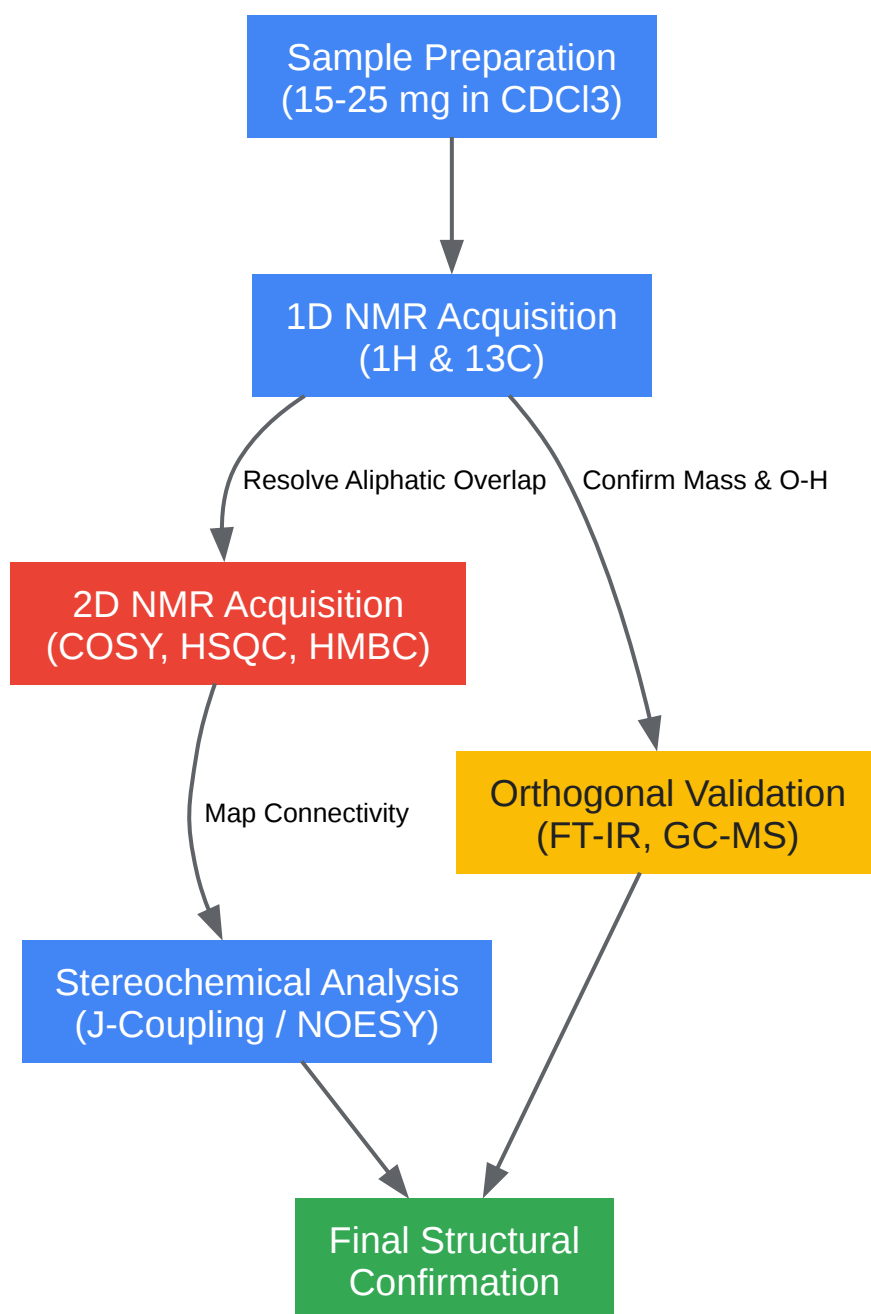 Sample Preparation
(15-25 mg in CDCl3)
1D NMR Acquisition
(1H & 13C)
Resolve Aliphatic Overlap
Confirm Mass & O-H
2D NMR Acquisition
(COSY, HSQC, HMBC)
Orthogonal Validation
(FT-IR, GC-MS)
Map Connectivity
Stereochemical Analysis
(J-Coupling / NOESY)
Final Structural
Confirmation